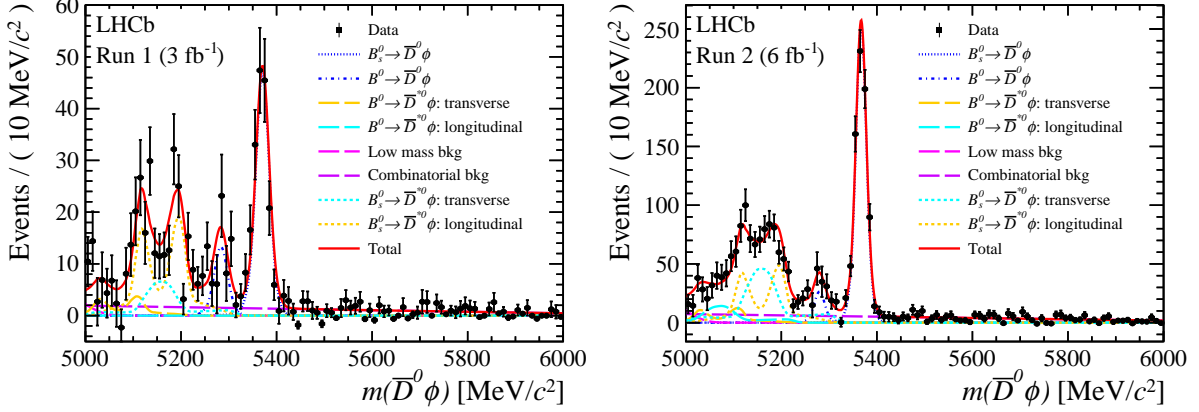 LHCb
Run 1 (3 fb⁻¹)
Data
B⁰ₛ → D̅⁰ϕ
B⁰ → D̅⁰ϕ
B⁰ → D̅*⁰ϕ: transverse
B⁰ → D̅*⁰ϕ: longitudinal
Low mass bkg
Combinatorial bkg
B⁰ₛ → D̅*⁰ϕ: transverse
B⁰ₛ → D̅*⁰ϕ: longitudinal
Total
Events / ( 10 MeV/c²)
60
50
40
30
20
10
0
5000 5200 5400 5600 5800 6000
m(D̅⁰ϕ) [MeV/c²]
LHCb
Run 2 (6 fb⁻¹)
Data
B⁰ₛ → D̅⁰ϕ
B⁰ → D̅⁰ϕ
B⁰ → D̅*⁰ϕ: transverse
B⁰ → D̅*⁰ϕ: longitudinal
Low mass bkg
Combinatorial bkg
B⁰ₛ → D̅*⁰ϕ: transverse
B⁰ₛ → D̅*⁰ϕ: longitudinal
Total
Events / ( 10 MeV/c²)
250
200
150
100
50
0
5000 5200 5400 5600 5800 6000
m(D̅⁰ϕ) [MeV/c²]